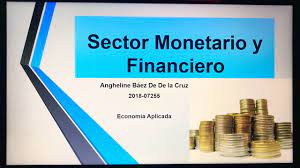 Sector Monetario y
Financiero
Angheline Báez De De la Cruz
2018-07255
Economía Aplicada